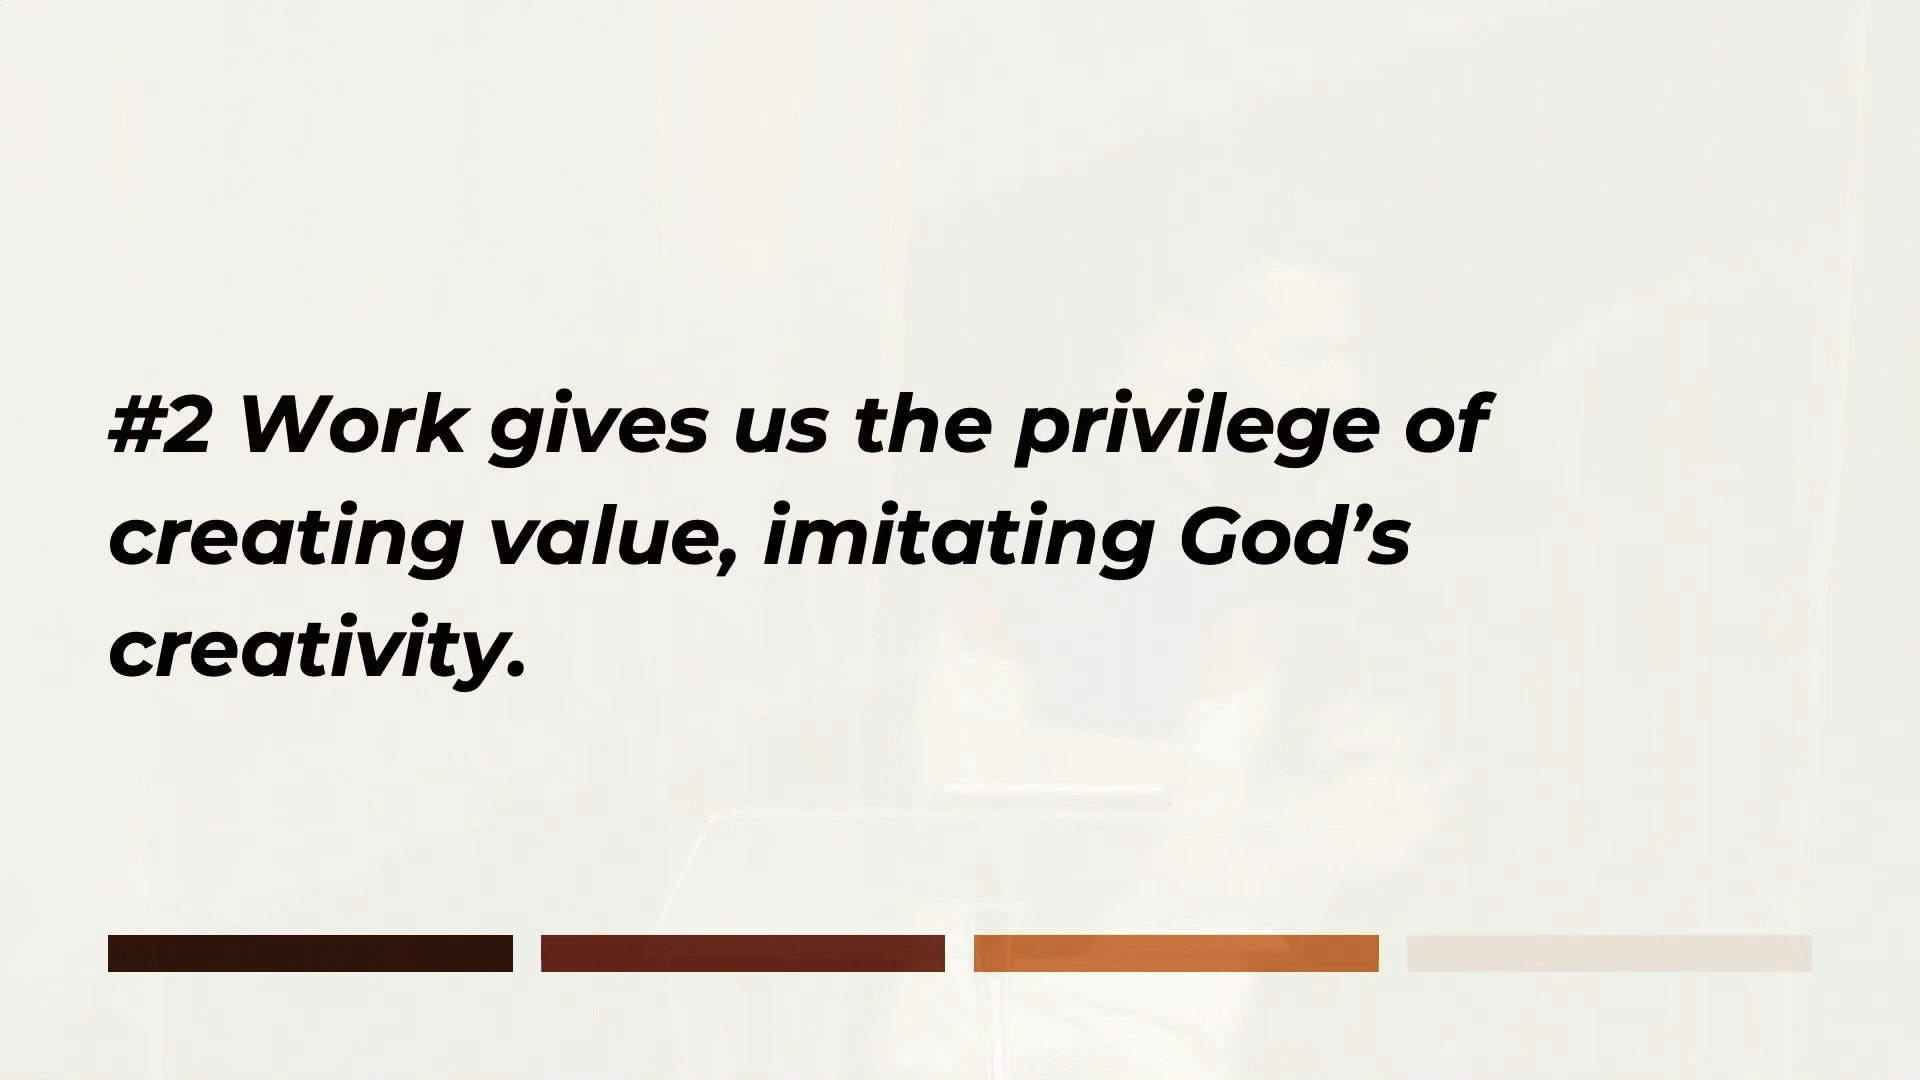 #2 Work gives us the privilege of
creating value, imitating God’s
creativity.